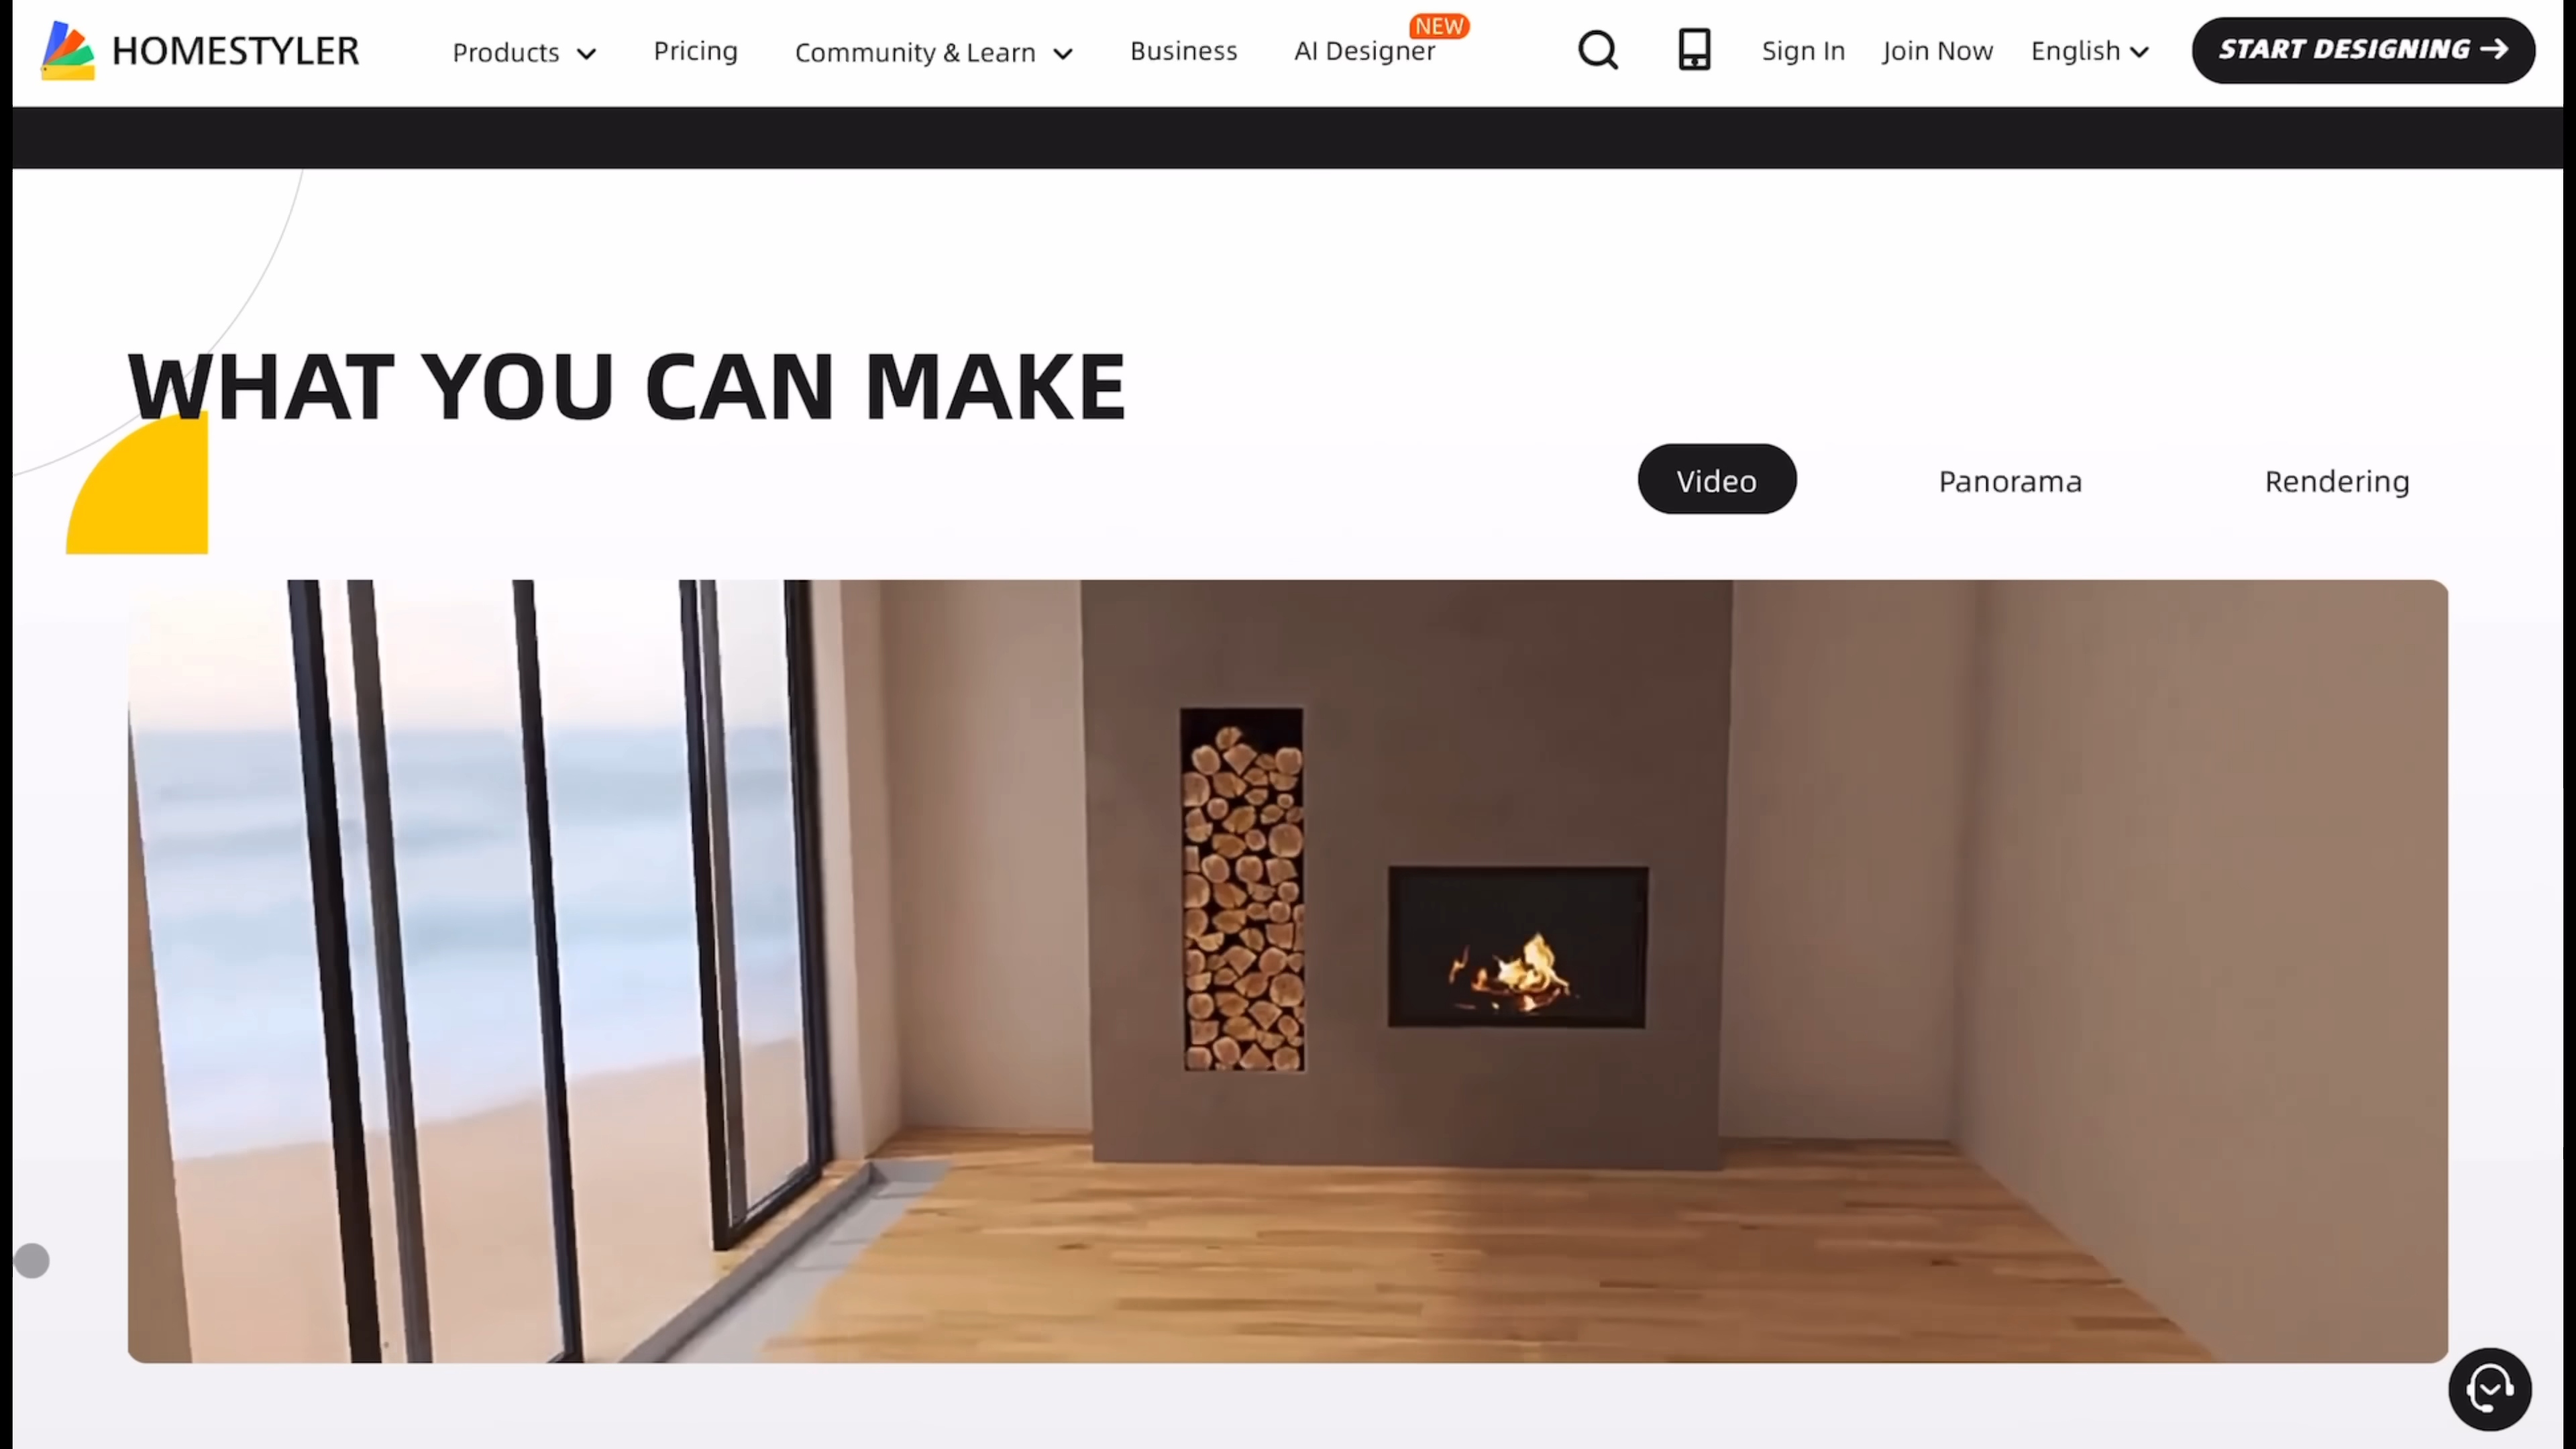 HOMESTYLER Products Pricing Community & Learn Business AI Designer NEW Sign In Join Now English START DESIGNING
WHAT YOU CAN MAKE
Video Panorama Rendering